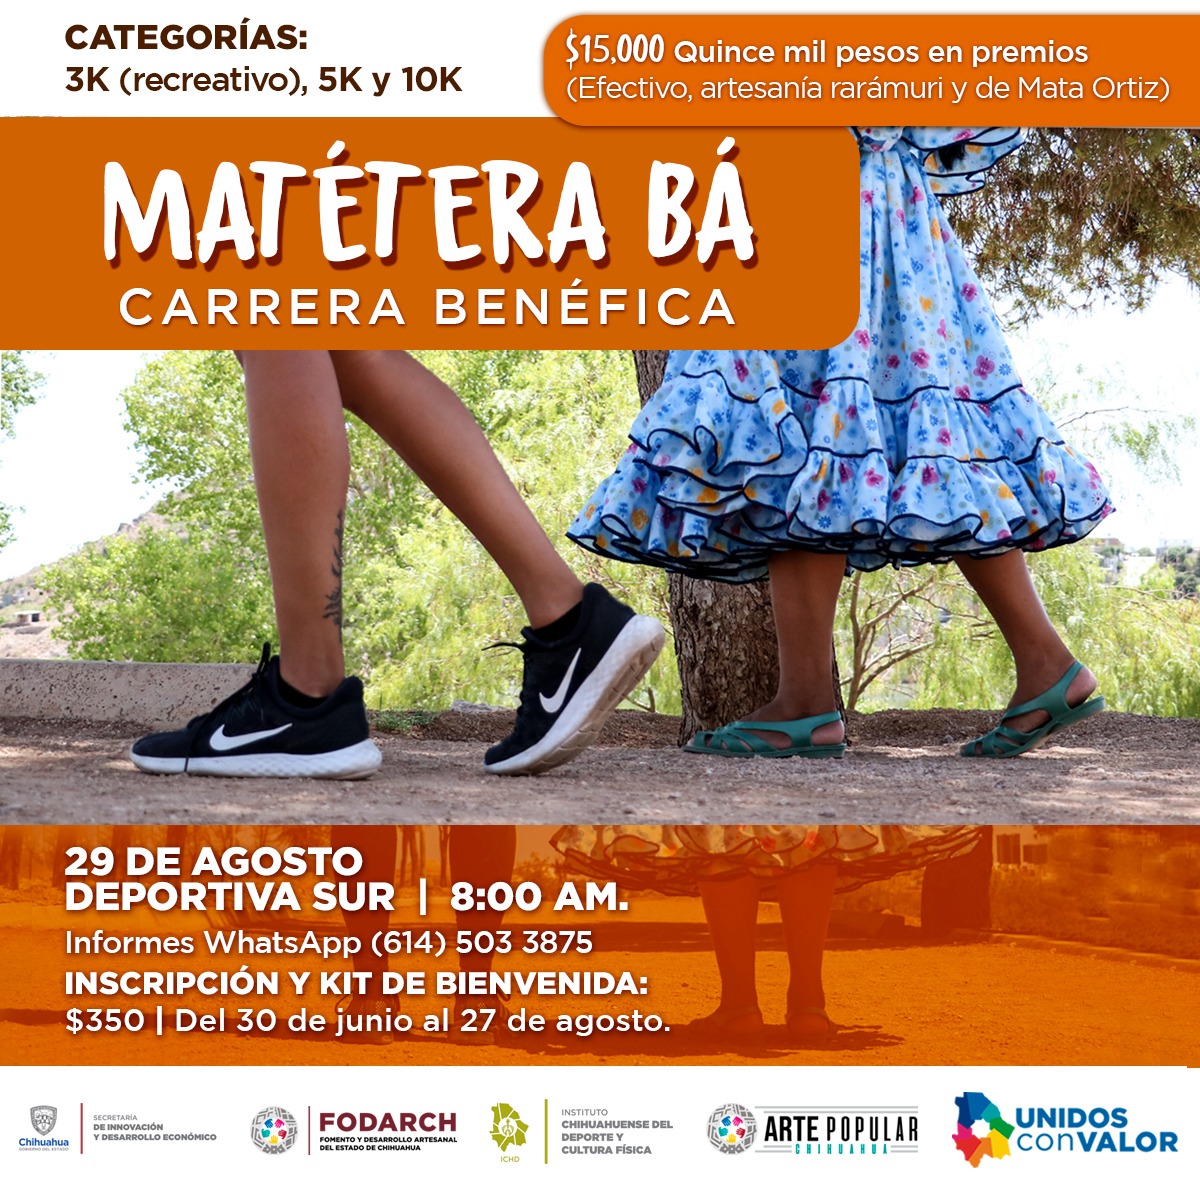 CATEGORÍAS:
3K (recreativo), 5K y 10K
$15,000 Quince mil pesos en premios
(Efectivo, artesanía rarámuri y de Mata Ortiz)
MATÉTERA BÁ
CARRERA BENÉFICA
29 DE AGOSTO
DEPORTIVA SUR | 8:00 AM.
Informes WhatsApp (614) 503 3875
INSCRIPCIÓN Y KIT DE BIENVENIDA:
$350 | Del 30 de junio al 27 de agosto.
Chihuahua
GOBIERNO DEL ESTADO
SECRETARÍA
DE INNOVACIÓN
Y DESARROLLO ECONÓMICO
FODARCH
FOMENTO Y DESARROLLO ARTESANAL
DEL ESTADO DE CHIHUAHUA
ICHD
INSTITUTO
CHIHUAHUENSE DEL
DEPORTE Y
CULTURA FÍSICA
ARTE POPULAR
CHIHUAHUA
UNIDOS
conVALOR